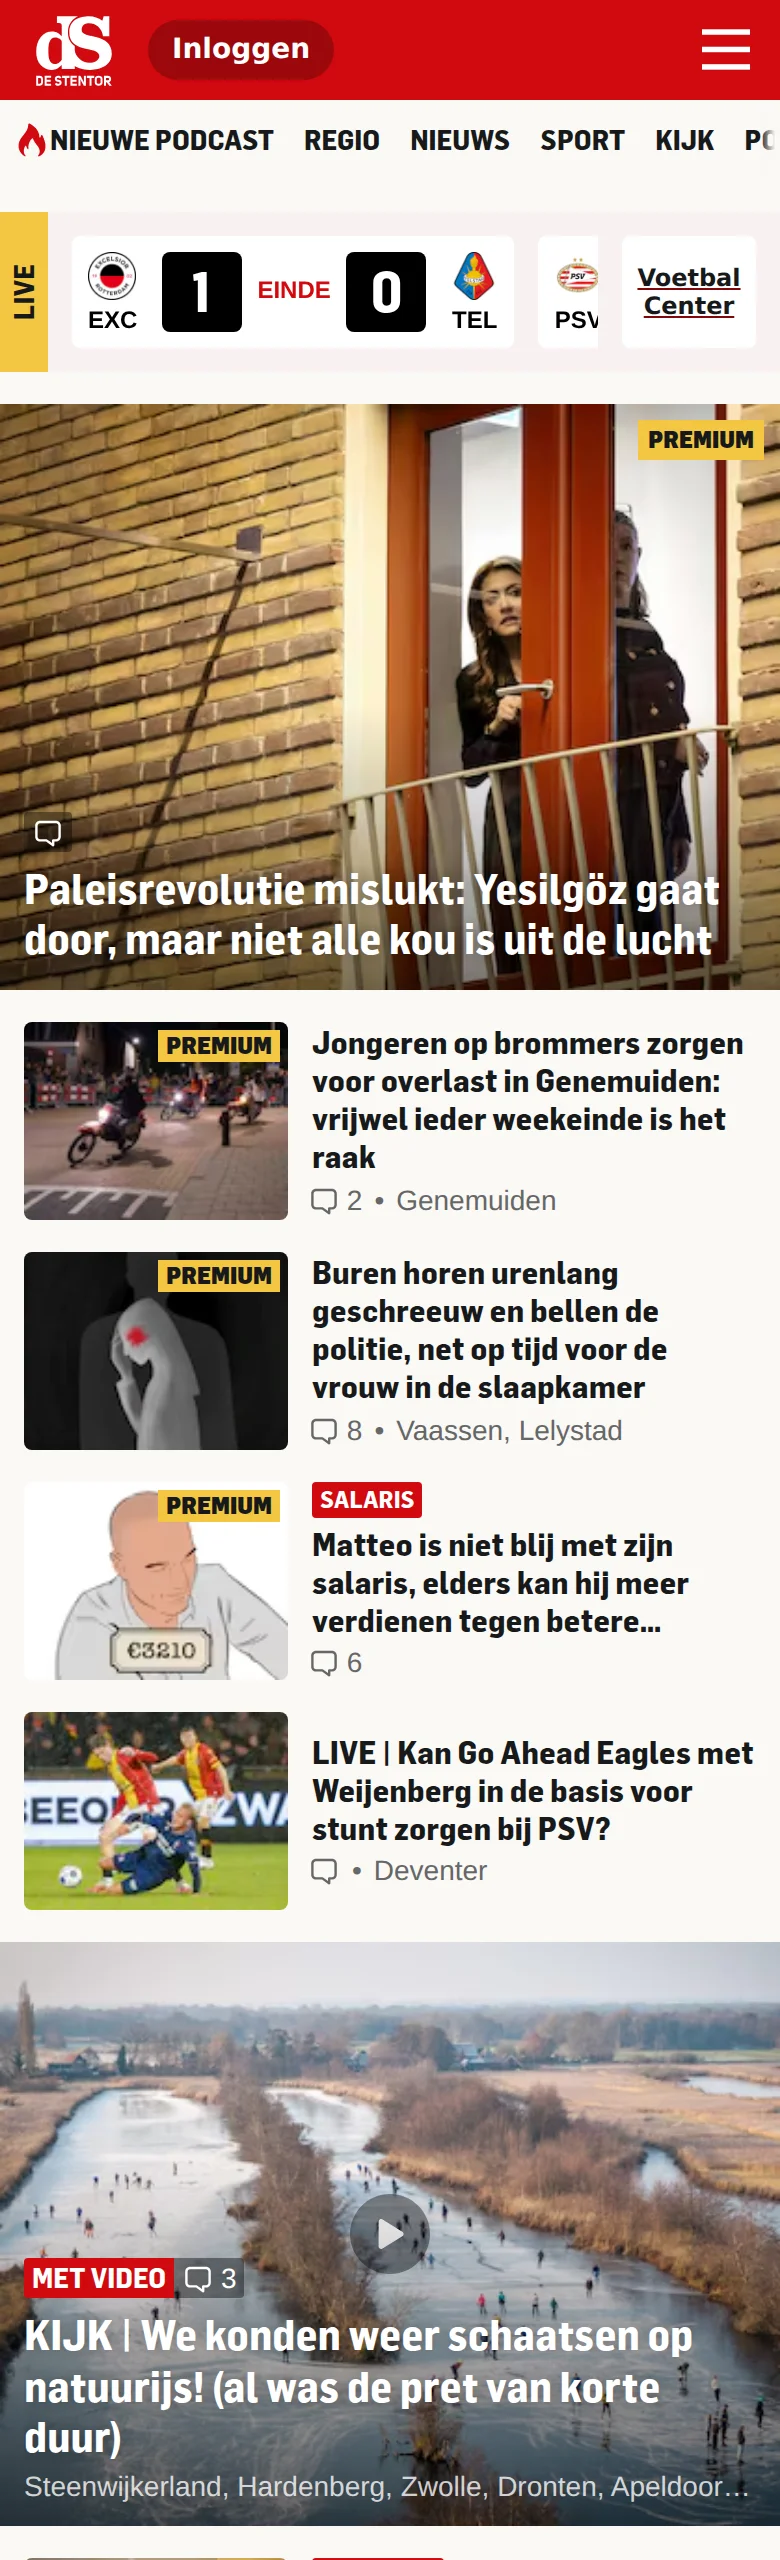 dS
DE STENTOR
Inloggen
NIEUWE PODCAST REGIO NIEUWS SPORT KIJK PO
LIVE
EXC
1
EINDE
0
TEL
PSV
Voetbal
Center
PREMIUM
Paleisrevolutie mislukt: Yesilgöz gaat
door, maar niet alle kou is uit de lucht
PREMIUM
Jongeren op brommers zorgen
voor overlast in Genemuiden:
vrijwel ieder weekeinde is het
raak
2 • Genemuiden
PREMIUM
Buren horen urenlang
geschreeuw en bellen de
politie, net op tijd voor de
vrouw in de slaapkamer
8 • Vaassen, Lelystad
PREMIUM
€3210
SALARIS
Matteo is niet blij met zijn
salaris, elders kan hij meer
verdienen tegen betere...
6
LIVE | Kan Go Ahead Eagles met
Weijenberg in de basis voor
stunt zorgen bij PSV?
• Deventer
MET VIDEO 3
KIJK | We konden weer schaatsen op
natuurijs! (al was de pret van korte
duur)
Steenwijkerland, Hardenberg, Zwolle, Dronten, Apeldoor...